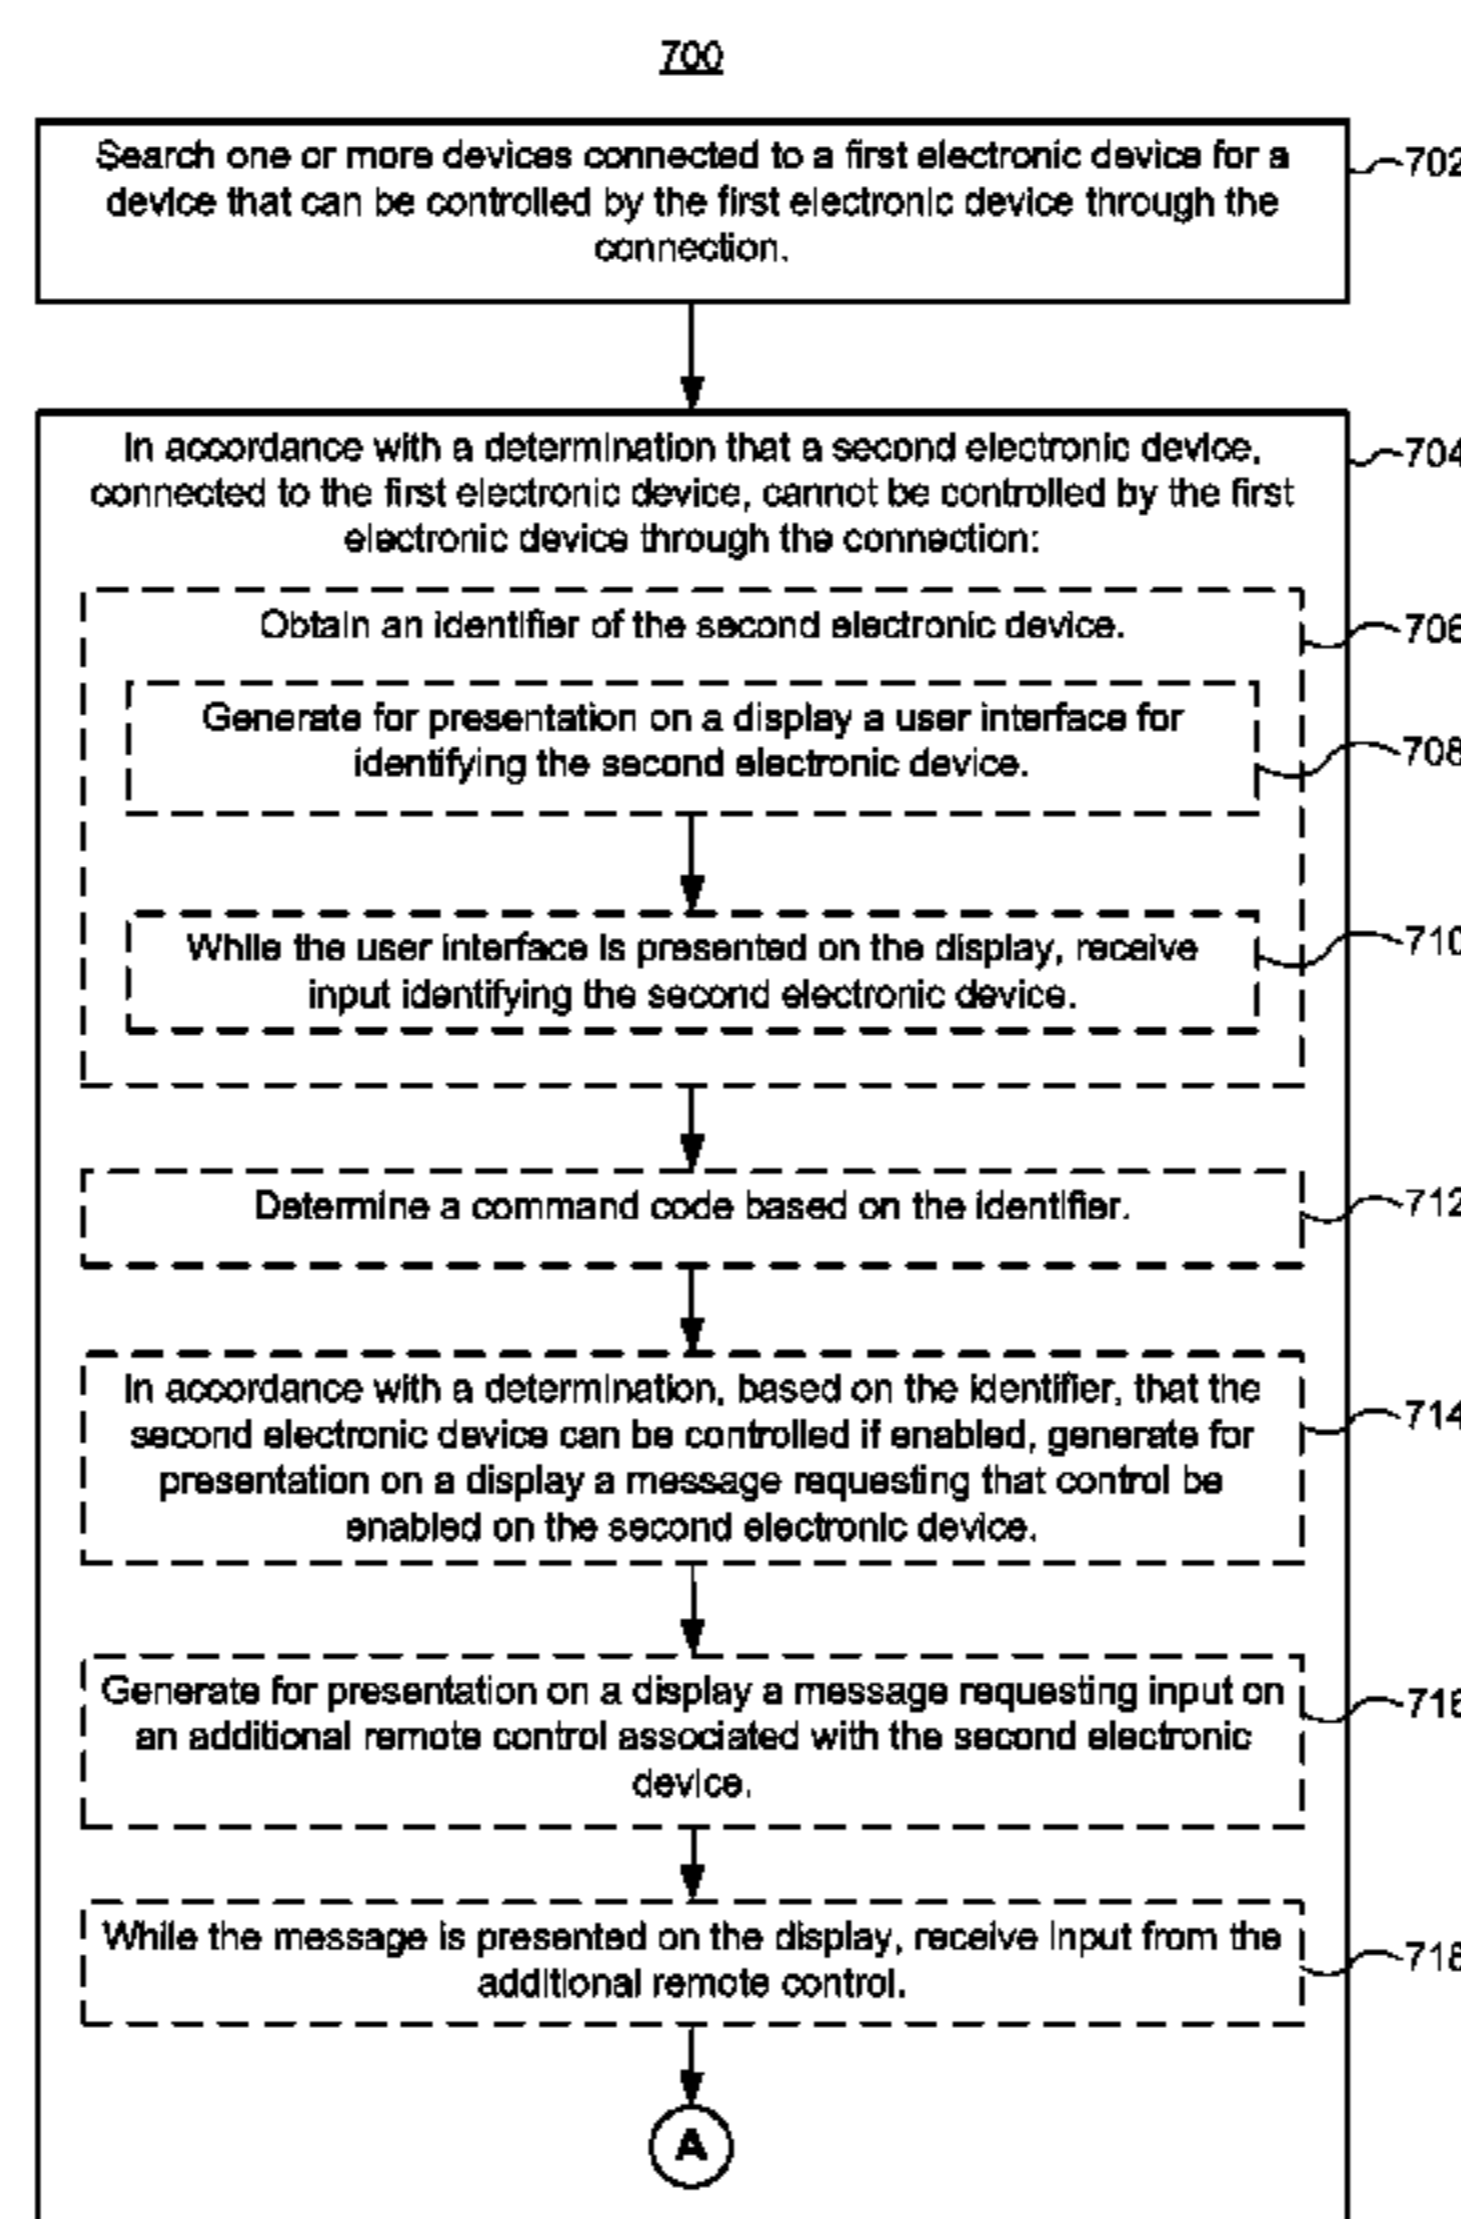 700
Search one or more devices connected to a first electronic device for a
device that can be controlled by the first electronic device through the
connection.
702
In accordance with a determination that a second electronic device,
connected to the first electronic device, cannot be controlled by the first
electronic device through the connection:
704
Obtain an identifier of the second electronic device.
706
Generate for presentation on a display a user interface for
identifying the second electronic device.
708
While the user interface is presented on the display, receive
input identifying the second electronic device.
710
Determine a command code based on the identifier.
712
In accordance with a determination, based on the identifier, that the
second electronic device can be controlled if enabled, generate for
presentation on a display a message requesting that control be
enabled on the second electronic device.
714
Generate for presentation on a display a message requesting input on
an additional remote control associated with the second electronic
device.
716
While the message is presented on the display, receive input from the
additional remote control.
718
A